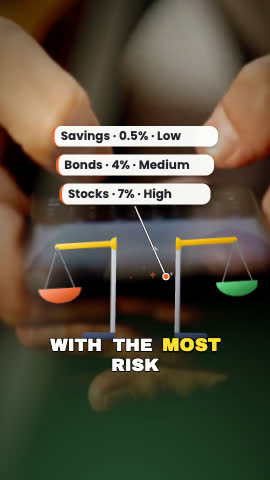 Savings · 0.5% · Low
Bonds · 4% · Medium
Stocks · 7% · High
WITH THE MOST
RISK